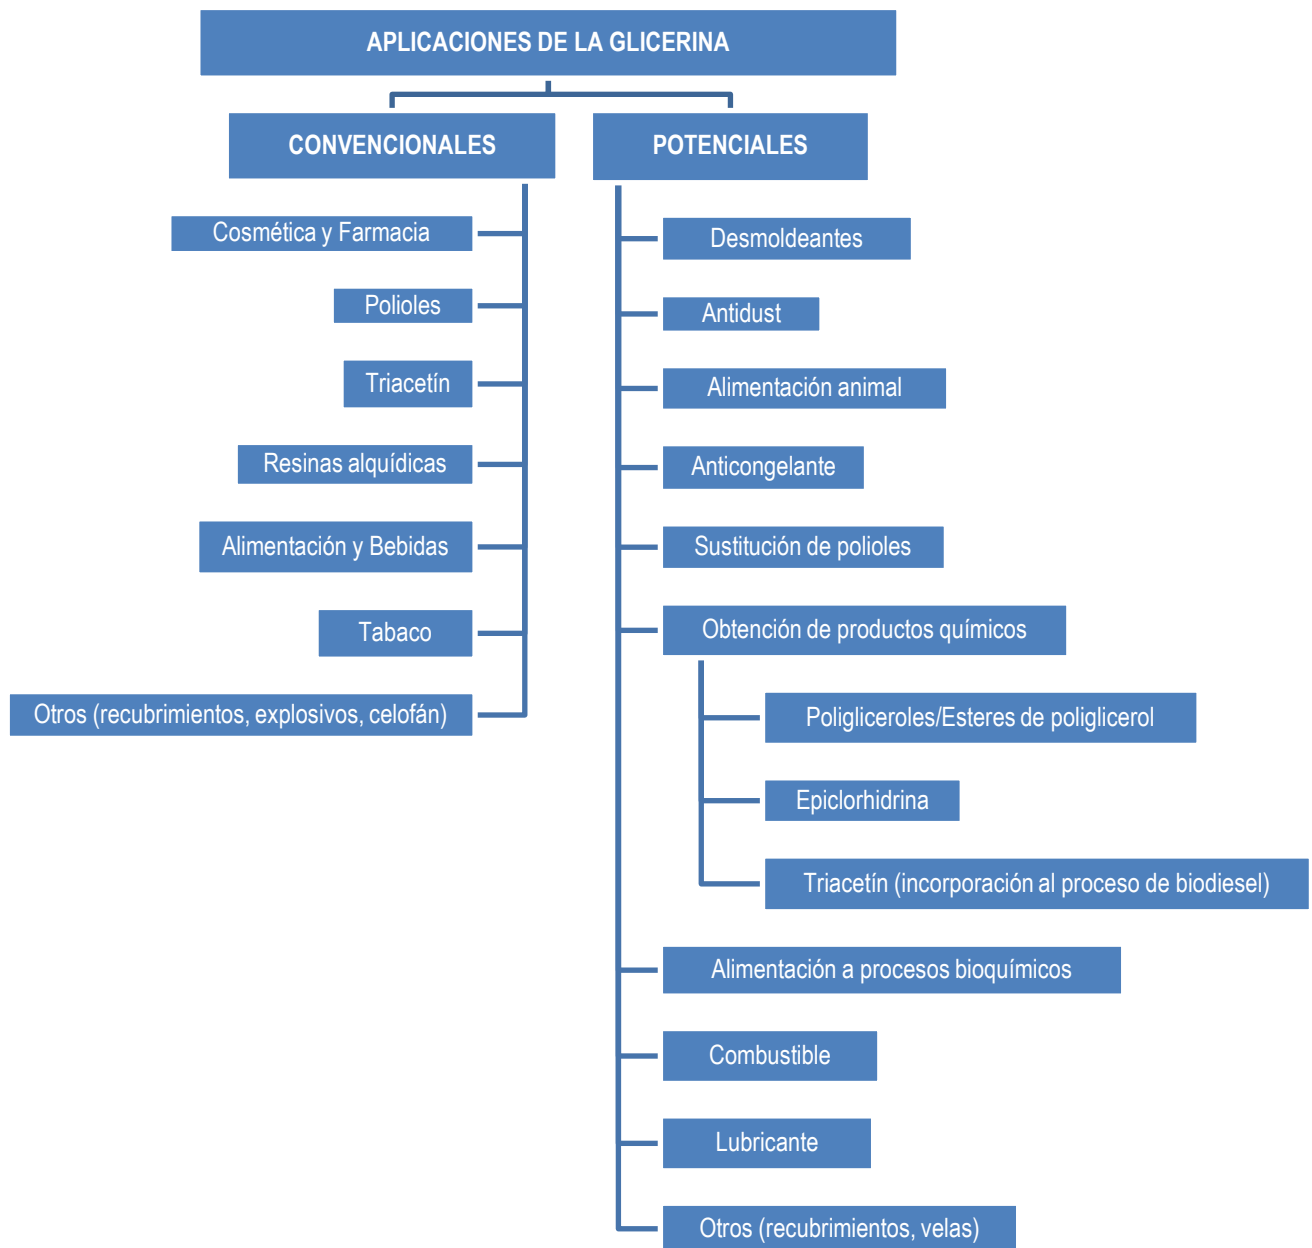 APLICACIONES DE LA GLICERINA
CONVENCIONALES
Cosmética y Farmacia
Polioles
Triacetín
Resinas alquídicas
Alimentación y Bebidas
Tabaco
Otros (recubrimientos, explosivos, celofán)
POTENCIALES
Desmoldeantes
Antidust
Alimentación animal
Anticongelante
Sustitución de polioles
Obtención de productos químicos
Poligliceroles/Esteres de poliglicerol
Epiclorhidrina
Triacetín (incorporación al proceso de biodiesel)
Alimentación a procesos bioquímicos
Combustible
Lubricante
Otros (recubrimientos, velas)